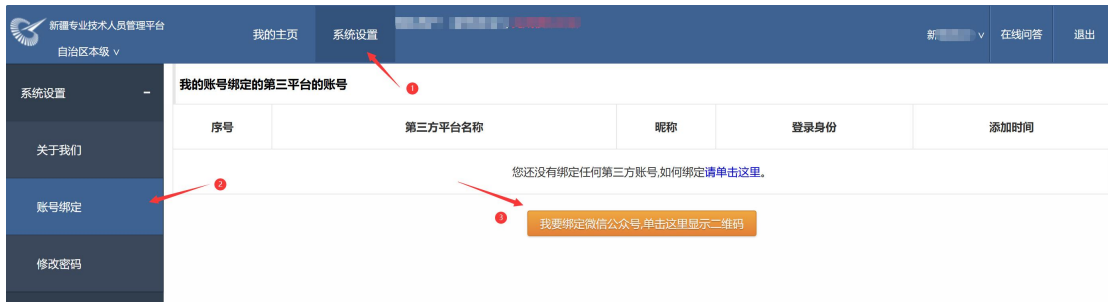 新疆专业技术人员管理平台
自治区本级 ∨
我的主页
系统设置
新
∨
在线问答
退出
系统设置 −
关于我们
账号绑定
修改密码
我的账号绑定的第三平台的账号
1
序号 第三方平台名称 昵称 登录身份 添加时间
您还没有绑定任何第三方账号,如何绑定请单击这里。
2
3
我要绑定微信公众号,单击这里显示二维码